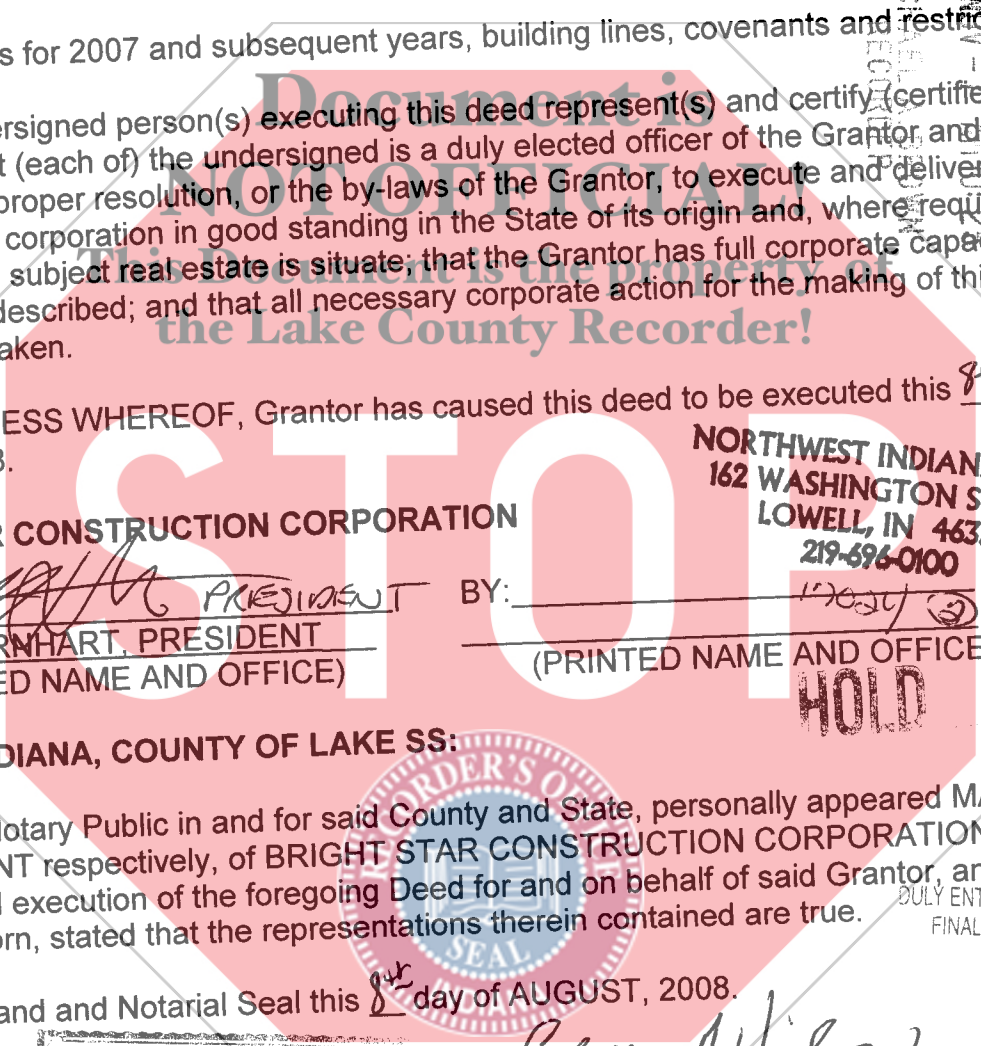 s for 2007 and subsequent years, building lines, covenants and restric
Document is
ersigned person(s) executing this deed represent(s) and certify (certifie
t (each of) the undersigned is a duly elected officer of the Grantor and
NOT OFFICIAL!
proper resolution, or the by-laws of the Grantor, to execute and deliver
corporation in good standing in the State of its origin and, where requi
This Document is the property of
subject real estate is situate; that the Grantor has full corporate capa
described; and that all necessary corporate action for the making of thi
the Lake County Recorder!
aken.
ESS WHEREOF, Grantor has caused this deed to be executed this 8
STOP
NORTHWEST INDIAN
162 WASHINGTON S
LOWELL, IN 463
219-696-0100
R CONSTRUCTION CORPORATION
PRESIDENT BY:
RNHART, PRESIDENT
ED NAME AND OFFICE) (PRINTED NAME AND OFFICE
HOLD
DIANA, COUNTY OF LAKE SS:
RECORDER'S OF
lotary Public in and for said County and State, personally appeared MA
NT respectively, of BRIGHT STAR CONSTRUCTION CORPORATION
execution of the foregoing Deed for and on behalf of said Grantor, an
DULY ENT
orn, stated that the representations therein contained are true.
FINAL
SEAL
INDIANA
and and Notarial Seal this 8th day of AUGUST, 2008.